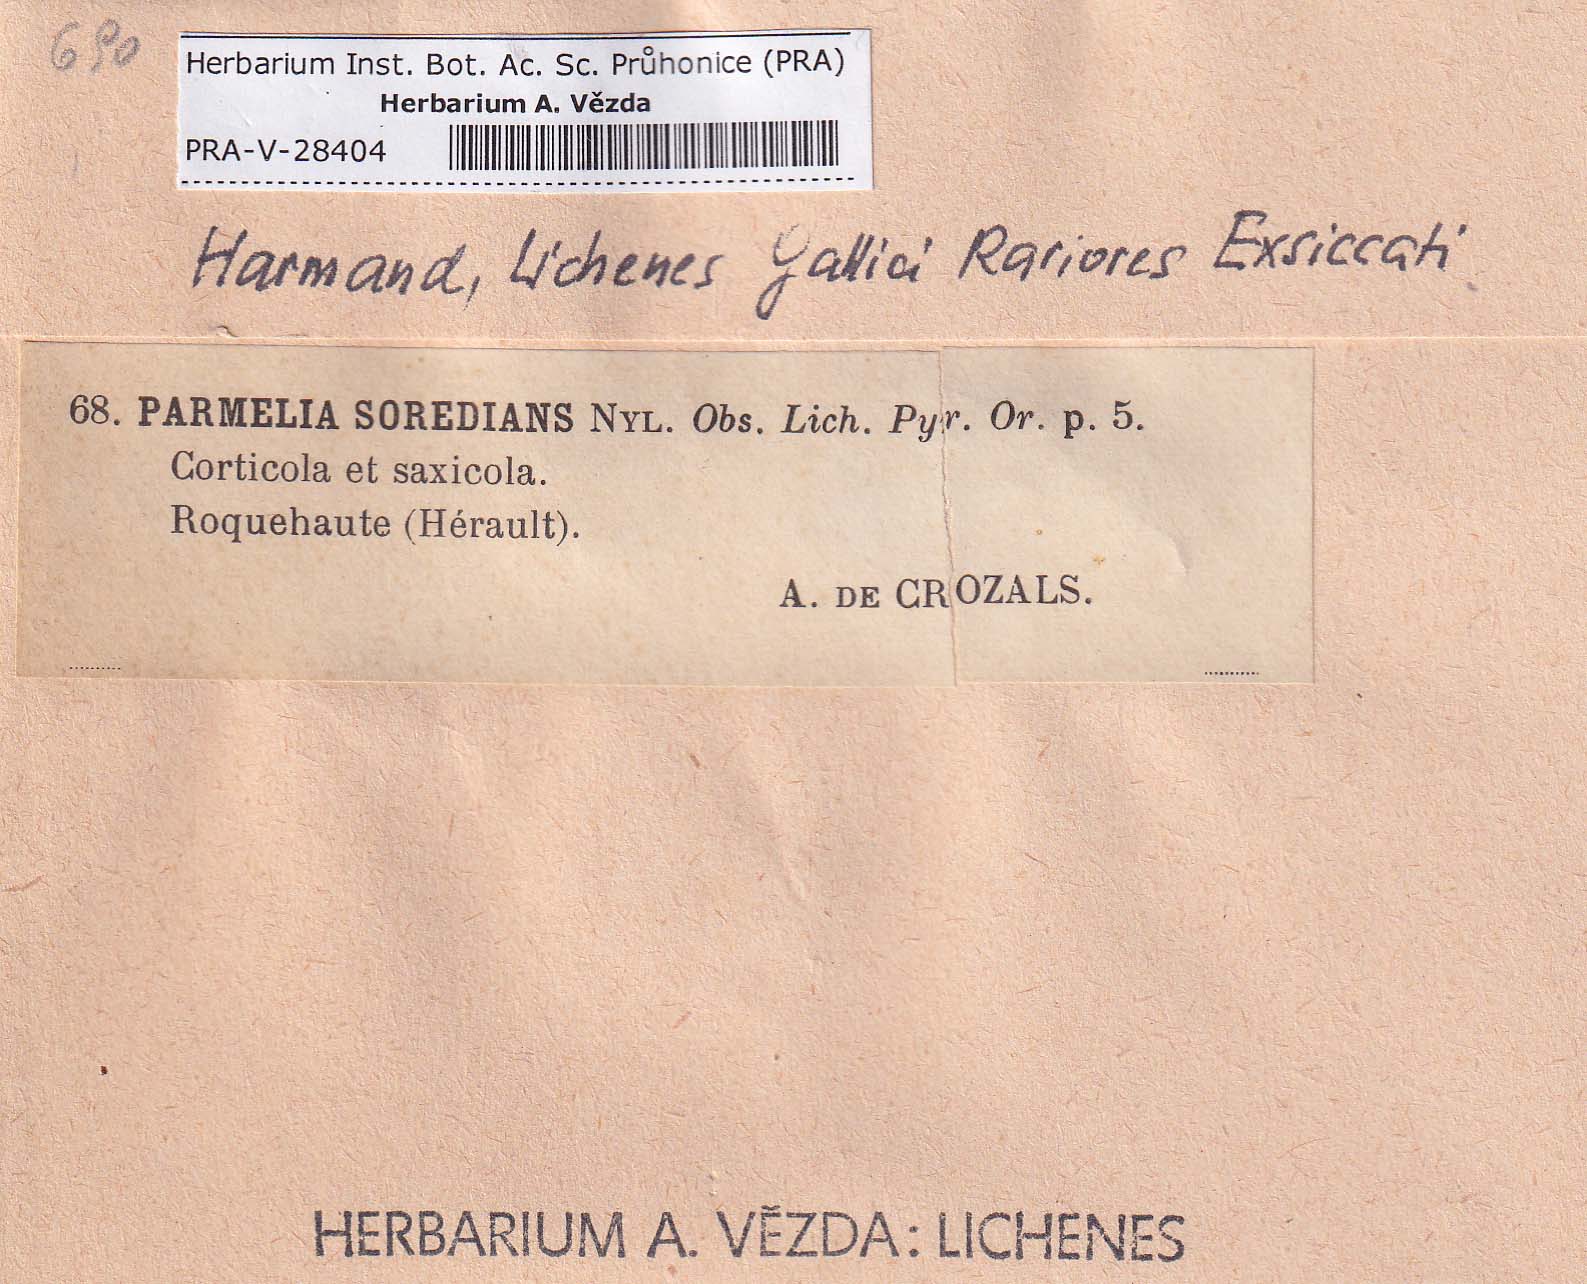 690
Herbarium Inst. Bot. Ac. Sc. Průhonice (PRA)
Herbarium A. Vězda
PRA-V-28404
Harmand, Lichenes Gallici Rariores Exsiccati
68. PARMELIA SOREDIANS NYL. Obs. Lich. Pyr. Or. p. 5.
Corticola et saxicola.
Roquehaute (Hérault).
A. DE CROZALS.
HERBARIUM A. VĚZDA: LICHENES